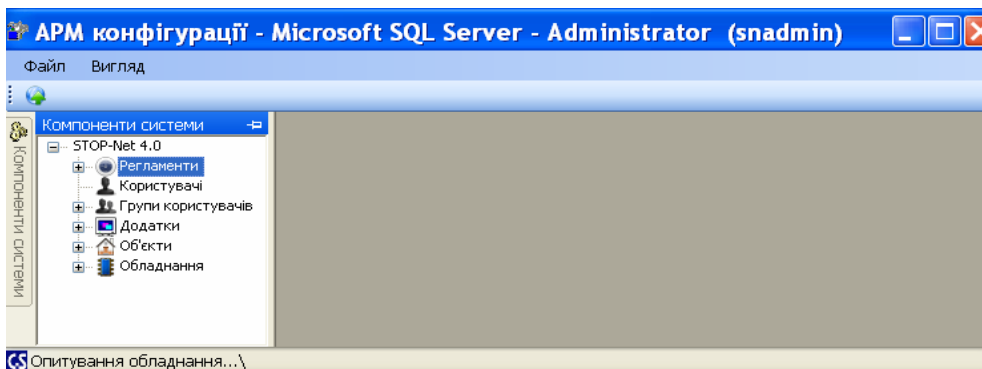 АРМ конфігурації - Microsoft SQL Server - Administrator (snadmin)
Файл Вигляд
Компоненти системи
Компоненти системи
STOP-Net 4.0
Регламенти
Користувачі
Групи користувачів
Додатки
Об'єкти
Обладнання
Опитування обладнання...\